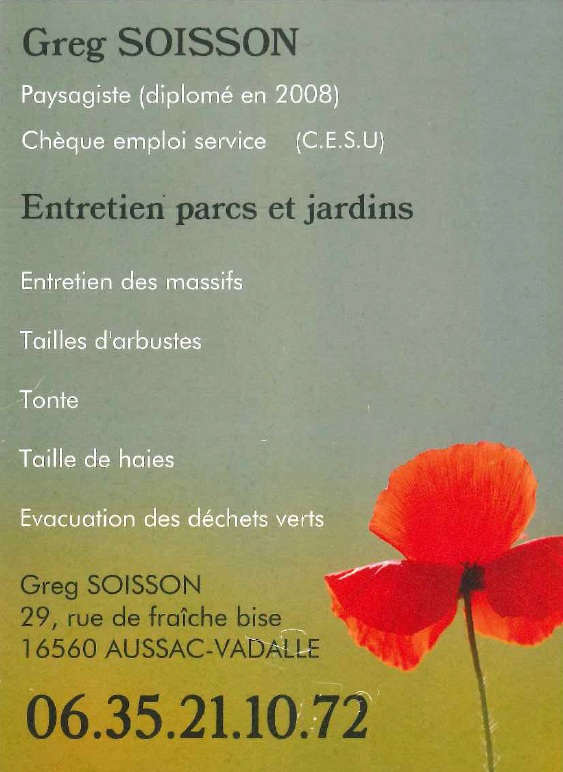 Greg SOISSON
Paysagiste (diplomé en 2008)
Chèque emploi service (C.E.S.U)
Entretien parcs et jardins
Entretien des massifs
Tailles d'arbustes
Tonte
Taille de haies
Evacuation des déchets verts
Greg SOISSON
29, rue de fraîche bise
16560 AUSSAC-VADALLE
06.35.21.10.72